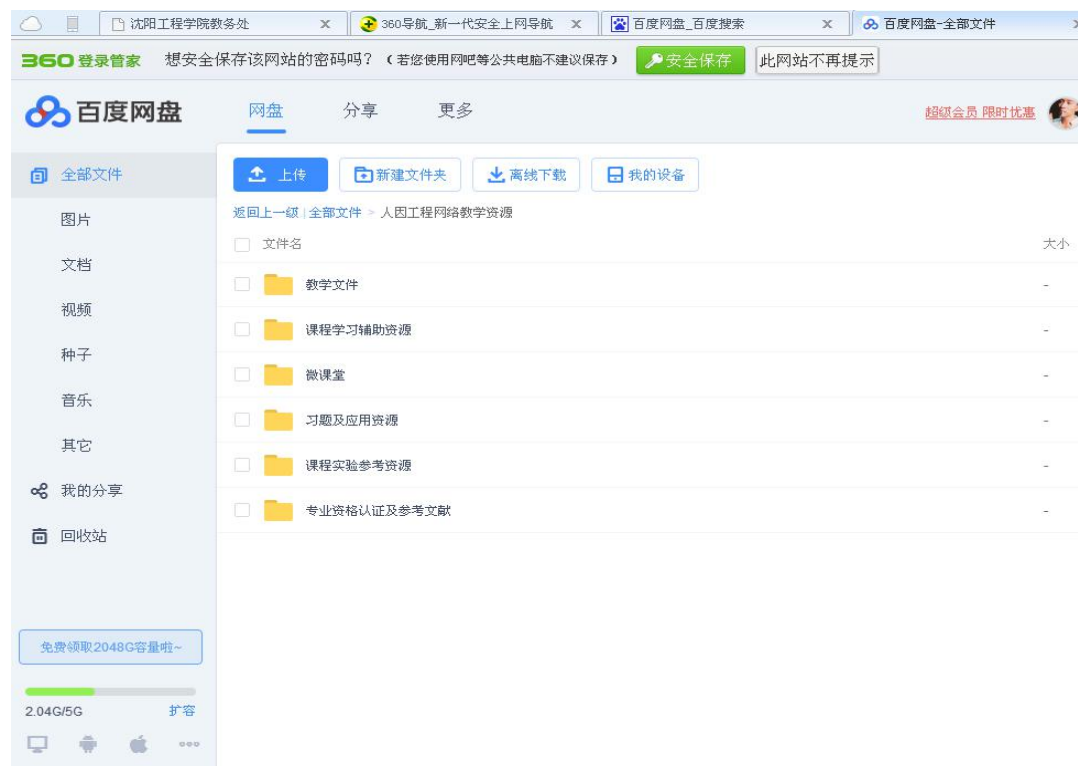 沈阳工程学院教务处 x
360导航_新一代安全上网导航 x
百度网盘_百度搜索 x
百度网盘-全部文件
360 登录管家 想安全保存该网站的密码吗？（若您使用网吧等公共电脑不建议保存） 安全保存 此网站不再提示
百度网盘 网盘 分享 更多 超级会员 限时优惠
全部文件
图片
文档
视频
种子
音乐
其它
我的分享
回收站
免费领取2048G容量啦~
2.04G/5G 扩容
上传 新建文件夹 离线下载 我的设备
返回上一级 | 全部文件 > 人因工程网络教学资源
文件名 大小
教学文件 -
课程学习辅助资源 -
微课堂 -
习题及应用资源 -
课程实验参考资源 -
专业资格认证及参考文献 -